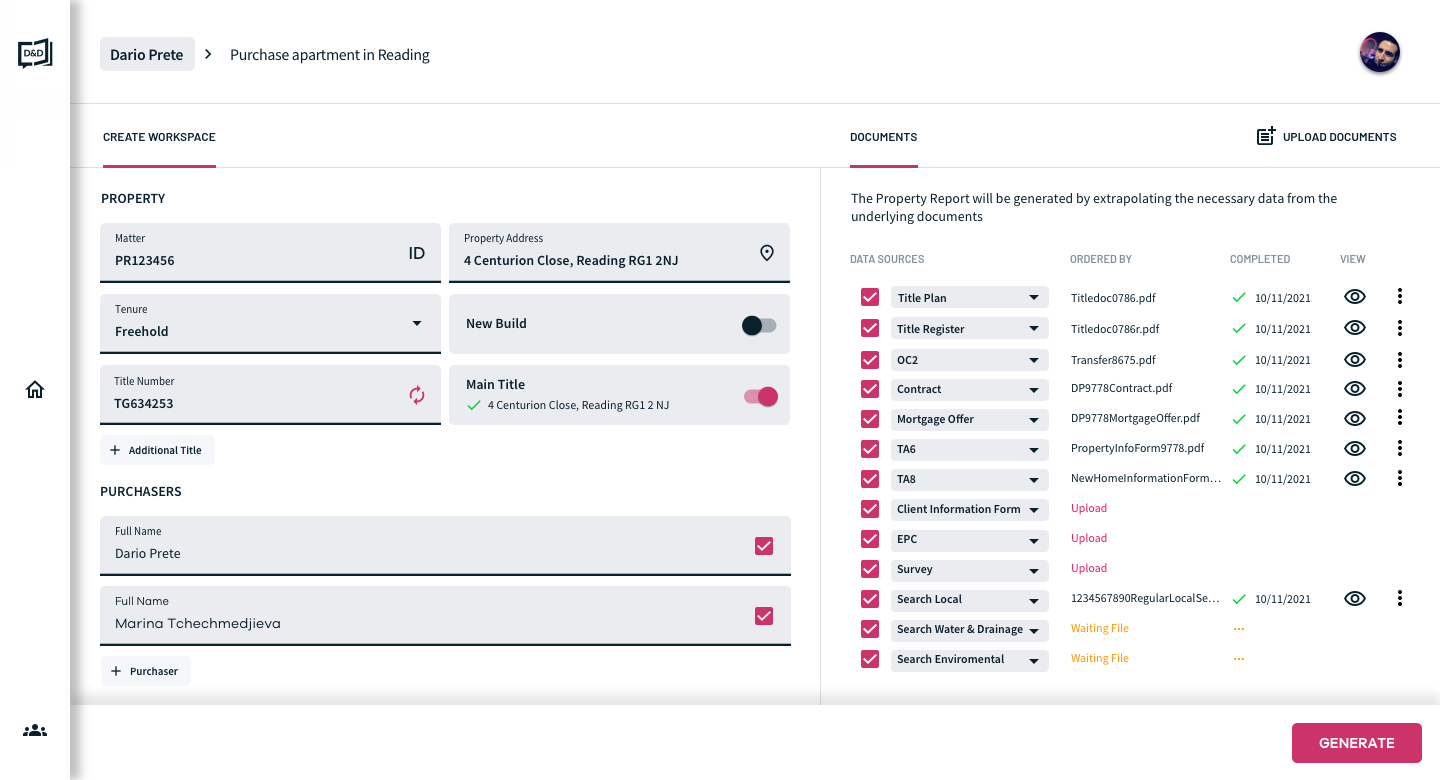 D&D
Dario Prete > Purchase apartment in Reading
CREATE WORKSPACE
PROPERTY
Matter
PR123456
ID
Property Address
4 Centurion Close, Reading RG1 2NJ
Tenure
Freehold
New Build
Title Number
TG634253
Main Title
4 Centurion Close, Reading RG1 2 NJ
+ Additional Title
PURCHASERS
Full Name
Dario Prete
Full Name
Marina Tchechmedjieva
+ Purchaser
DOCUMENTS
UPLOAD DOCUMENTS
The Property Report will be generated by extrapolating the necessary data from the
underlying documents
DATA SOURCES ORDERED BY COMPLETED VIEW
Title Plan Titledoc0786.pdf 10/11/2021
Title Register Titledoc0786r.pdf 10/11/2021
OC2 Transfer8675.pdf 10/11/2021
Contract DP9778Contract.pdf 10/11/2021
Mortgage Offer DP9778MortgageOffer.pdf 10/11/2021
TA6 PropertyInfoForm9778.pdf 10/11/2021
TA8 NewHomeInformationForm... 10/11/2021
Client Information Form Upload
EPC Upload
Survey Upload
Search Local 1234567890RegularLocalSe... 10/11/2021
Search Water & Drainage Waiting File ...
Search Enviromental Waiting File ...
GENERATE